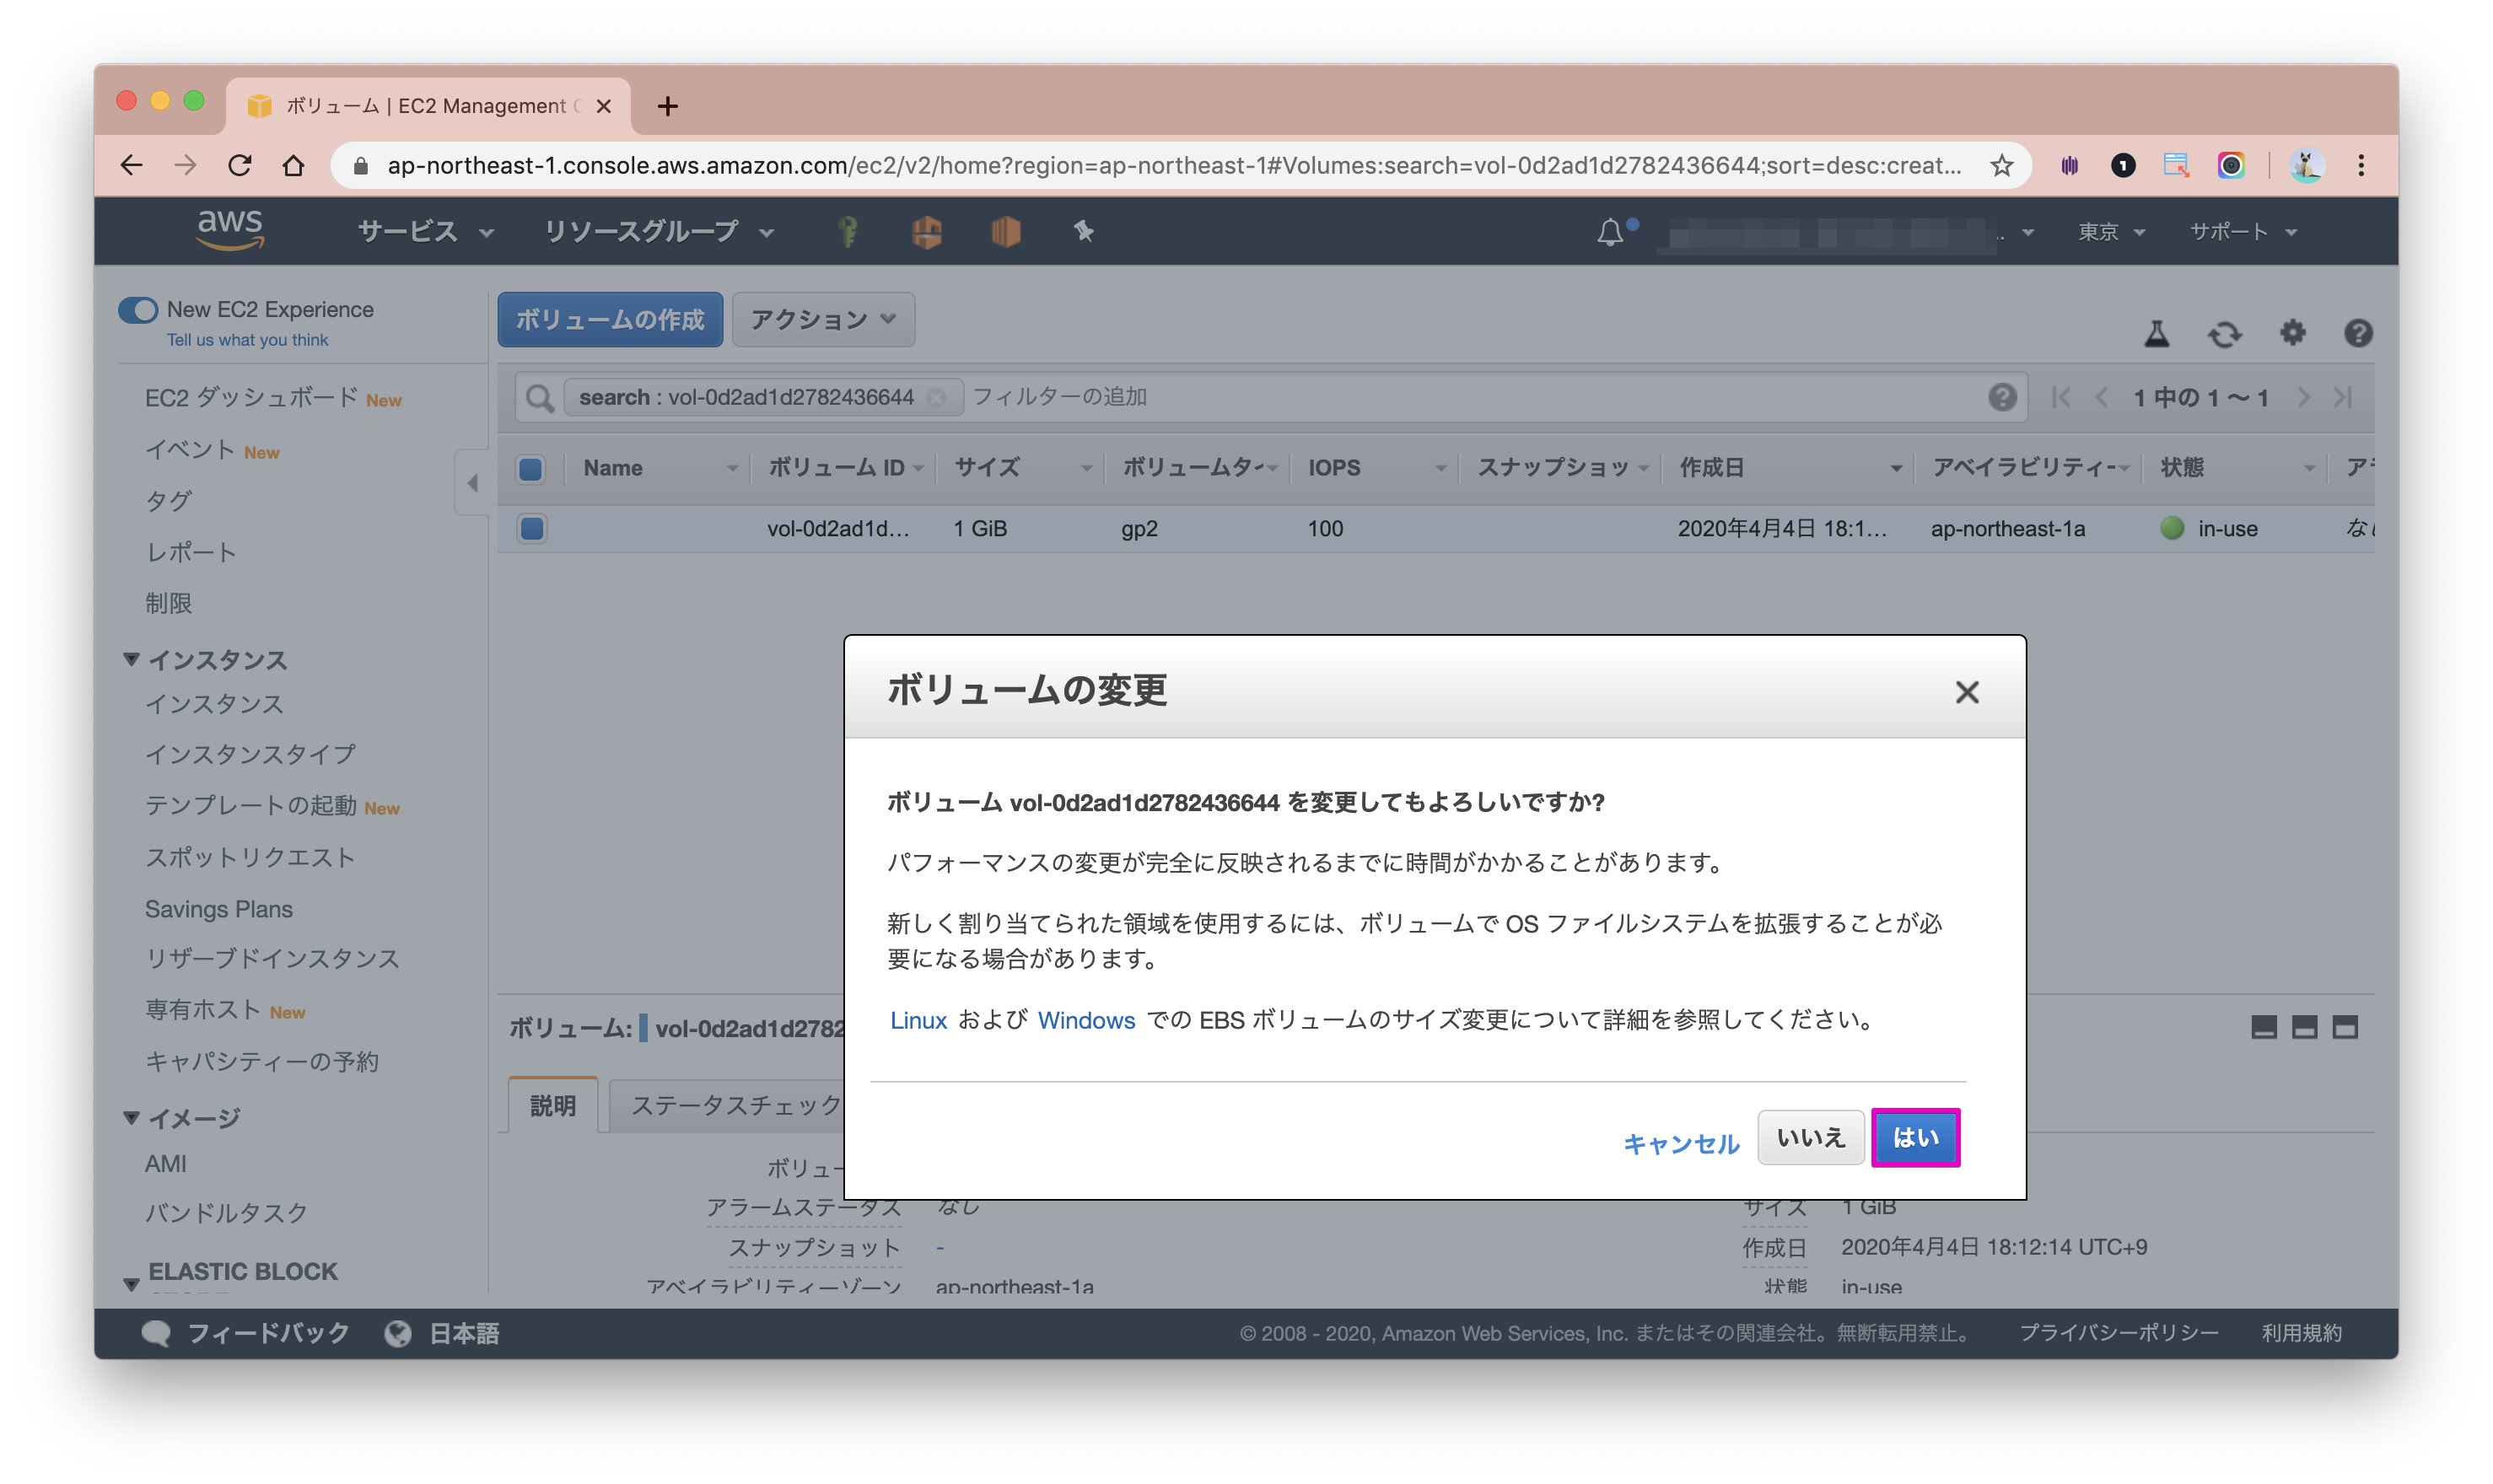 ボリューム | EC2 Management
ap-northeast-1.console.aws.amazon.com/ec2/v2/home?region=ap-northeast-1#Volumes:search=vol-0d2ad1d2782436644;sort=desc:creat...
aws
サービス
リソースグループ
東京
サポート
New EC2 Experience
Tell us what you think
EC2 ダッシュボード New
イベント New
タグ
レポート
制限
インスタンス
インスタンス
インスタンスタイプ
テンプレートの起動 New
スポットリクエスト
Savings Plans
リザーブドインスタンス
専有ホスト New
キャパシティーの予約
イメージ
AMI
バンドルタスク
ELASTIC BLOCK
ボリュームの作成
アクション
search : vol-0d2ad1d2782436644
フィルターの追加
1 中の 1 ～ 1
Name ボリューム ID サイズ ボリュームタ IOPS スナップショッ 作成日 アベイラビリティー 状態 ア
vol-0d2ad1d... 1 GiB gp2 100 2020年4月4日 18:1... ap-northeast-1a in-use な
ボリュームの変更
ボリューム vol-0d2ad1d2782436644 を変更してもよろしいですか?
パフォーマンスの変更が完全に反映されるまでに時間がかかることがあります。
新しく割り当てられた領域を使用するには、ボリュームで OS ファイルシステムを拡張することが必
要になる場合があります。
Linux および Windows での EBS ボリュームのサイズ変更について詳細を参照してください。
キャンセル
いいえ
はい
ボリューム: vol-0d2ad1d2782
説明
ステータスチェック
ボリュー
アラームステータス なし
サイズ 1 GiB
スナップショット -
作成日 2020年4月4日 18:12:14 UTC+9
アベイラビリティーゾーン ap-northeast-1a
状態 in-use
フィードバック
日本語
© 2008 - 2020, Amazon Web Services, Inc. またはその関連会社。無断転用禁止。
プライバシーポリシー
利用規約